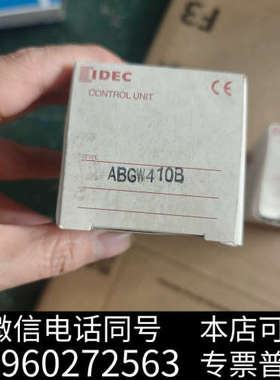 F3
IDEC
CONTROL UNIT
CE
ABGW410B
微信电话同号
本店可
960272563
专票普